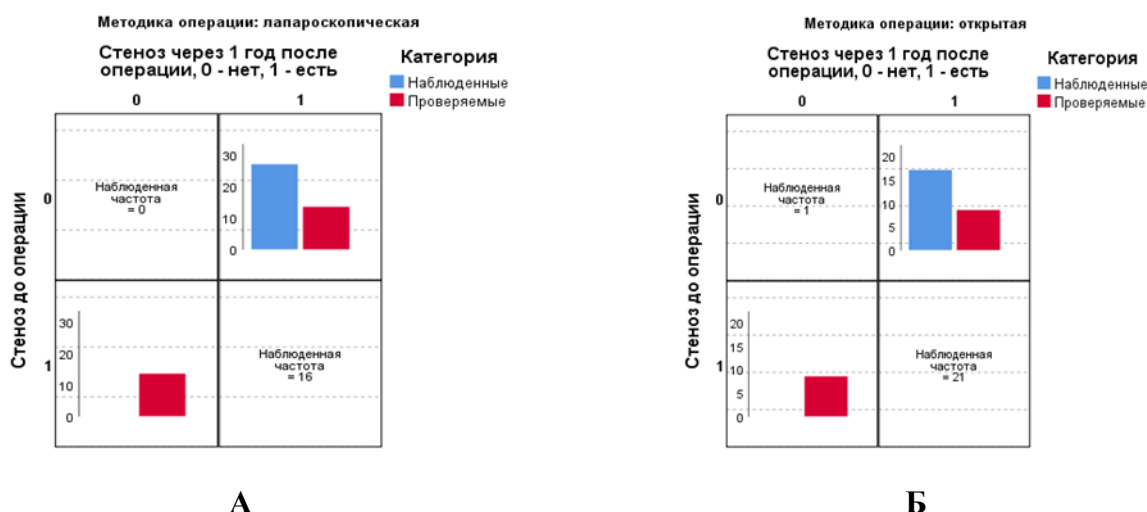 Методика операции: лапароскопическая
Стеноз через 1 год после
операции, 0 - нет, 1 - есть
Категория
Наблюденные
Проверяемые
0
1
Стеноз до операции
0
Наблюденная
частота
= 0
30
20
10
0
1
30
20
10
0
Наблюденная
частота
= 16
А
Методика операции: открытая
Стеноз через 1 год после
операции, 0 - нет, 1 - есть
Категория
Наблюденные
Проверяемые
0
1
Стеноз до операции
0
Наблюденная
частота
= 1
20
15
10
5
0
1
20
15
10
5
0
Наблюденная
частота
= 21
Б